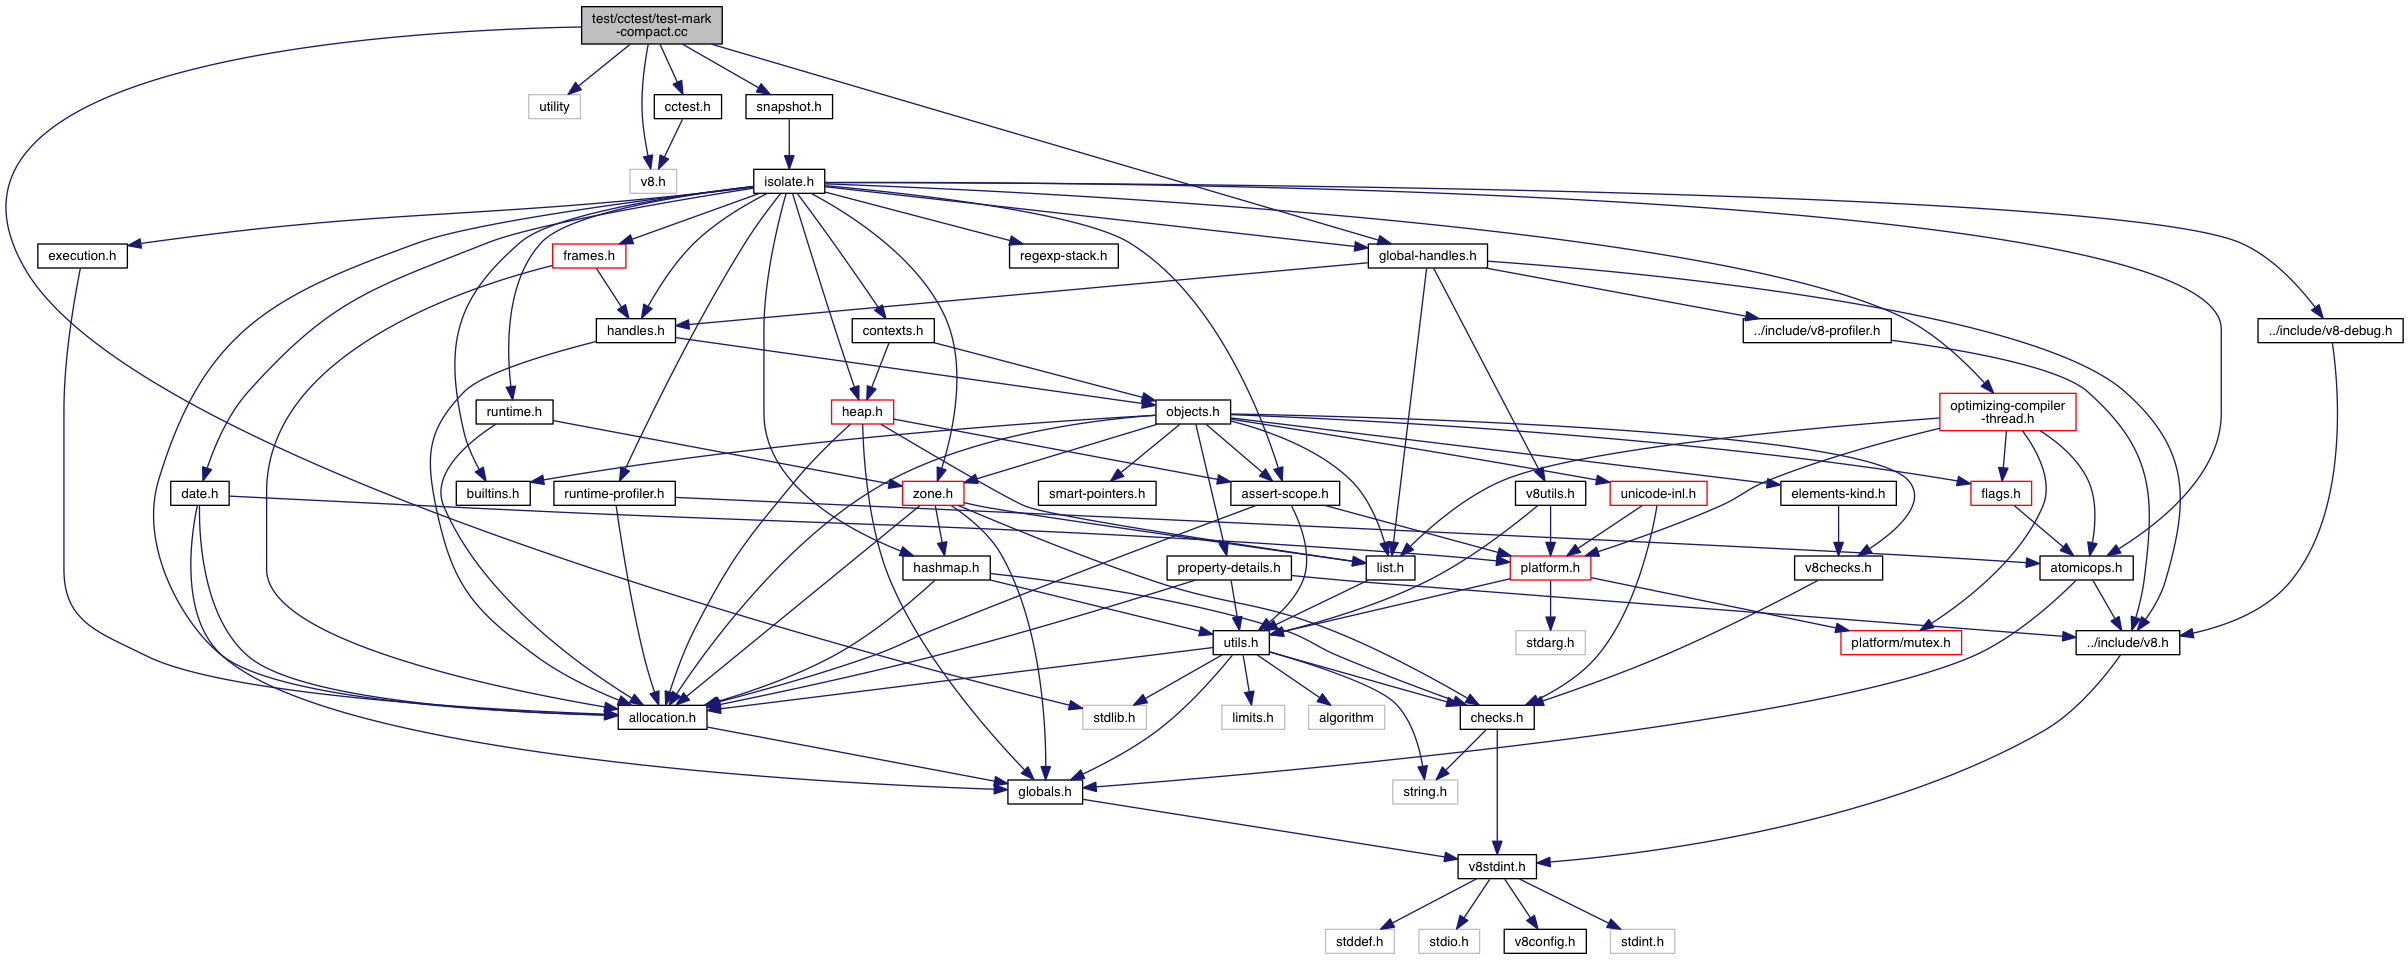 test/cctest/test-mark
-compact.cc
utility
cctest.h
snapshot.h
v8.h
isolate.h
execution.h
frames.h
regexp-stack.h
global-handles.h
handles.h
contexts.h
../include/v8-profiler.h
../include/v8-debug.h
runtime.h
heap.h
objects.h
optimizing-compiler
-thread.h
date.h
builtins.h
runtime-profiler.h
zone.h
smart-pointers.h
assert-scope.h
v8utils.h
unicode-inl.h
elements-kind.h
flags.h
hashmap.h
property-details.h
list.h
platform.h
v8checks.h
atomicops.h
utils.h
stdarg.h
platform/mutex.h
../include/v8.h
allocation.h
stdlib.h
limits.h
algorithm
checks.h
globals.h
string.h
v8stdint.h
stddef.h
stdio.h
v8config.h
stdint.h